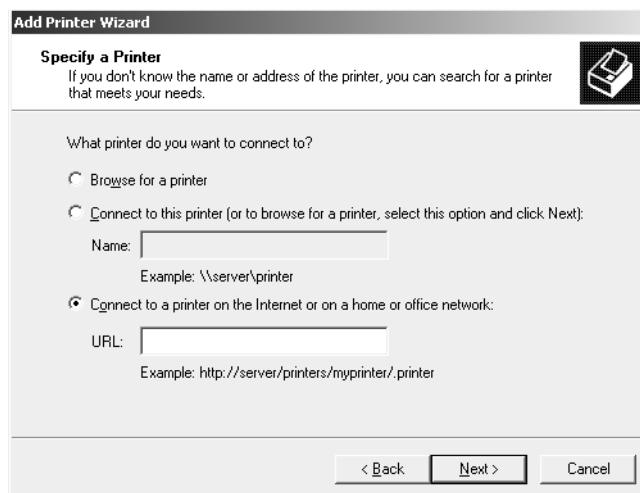 Add Printer Wizard
Specify a Printer
If you don't know the name or address of the printer, you can search for a printer
that meets your needs.
What printer do you want to connect to?
Browse for a printer
Connect to this printer (or to browse for a printer, select this option and click Next):
Name:
Example: \\server\printer
Connect to a printer on the Internet or on a home or office network:
URL:
Example: http://server/printers/myprinter/.printer
< Back Next > Cancel